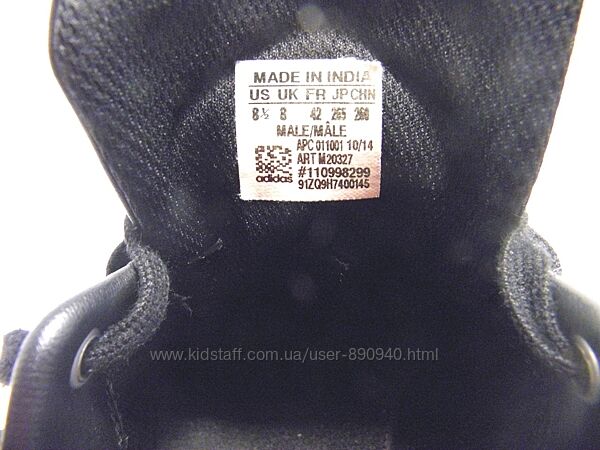 MADE IN INDIA
US UK FR JP CHN
8½ 8 42 265 260
MALE/MÂLE
APC 011001 10/14
ART M20327
#110998299
91ZQ9H7400145
adidas
www.kidstaff.com.ua/user-890940.html